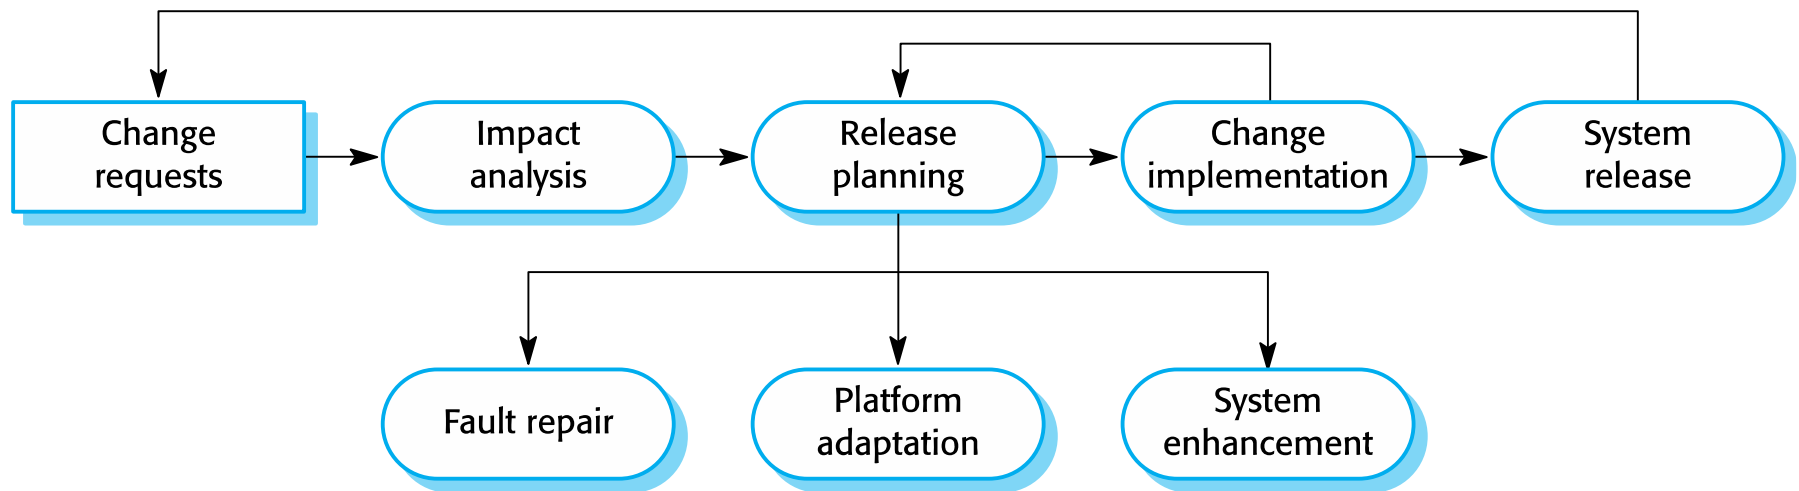 Change
requests
Impact
analysis
Release
planning
Change
implementation
System
release
Fault repair
Platform
adaptation
System
enhancement